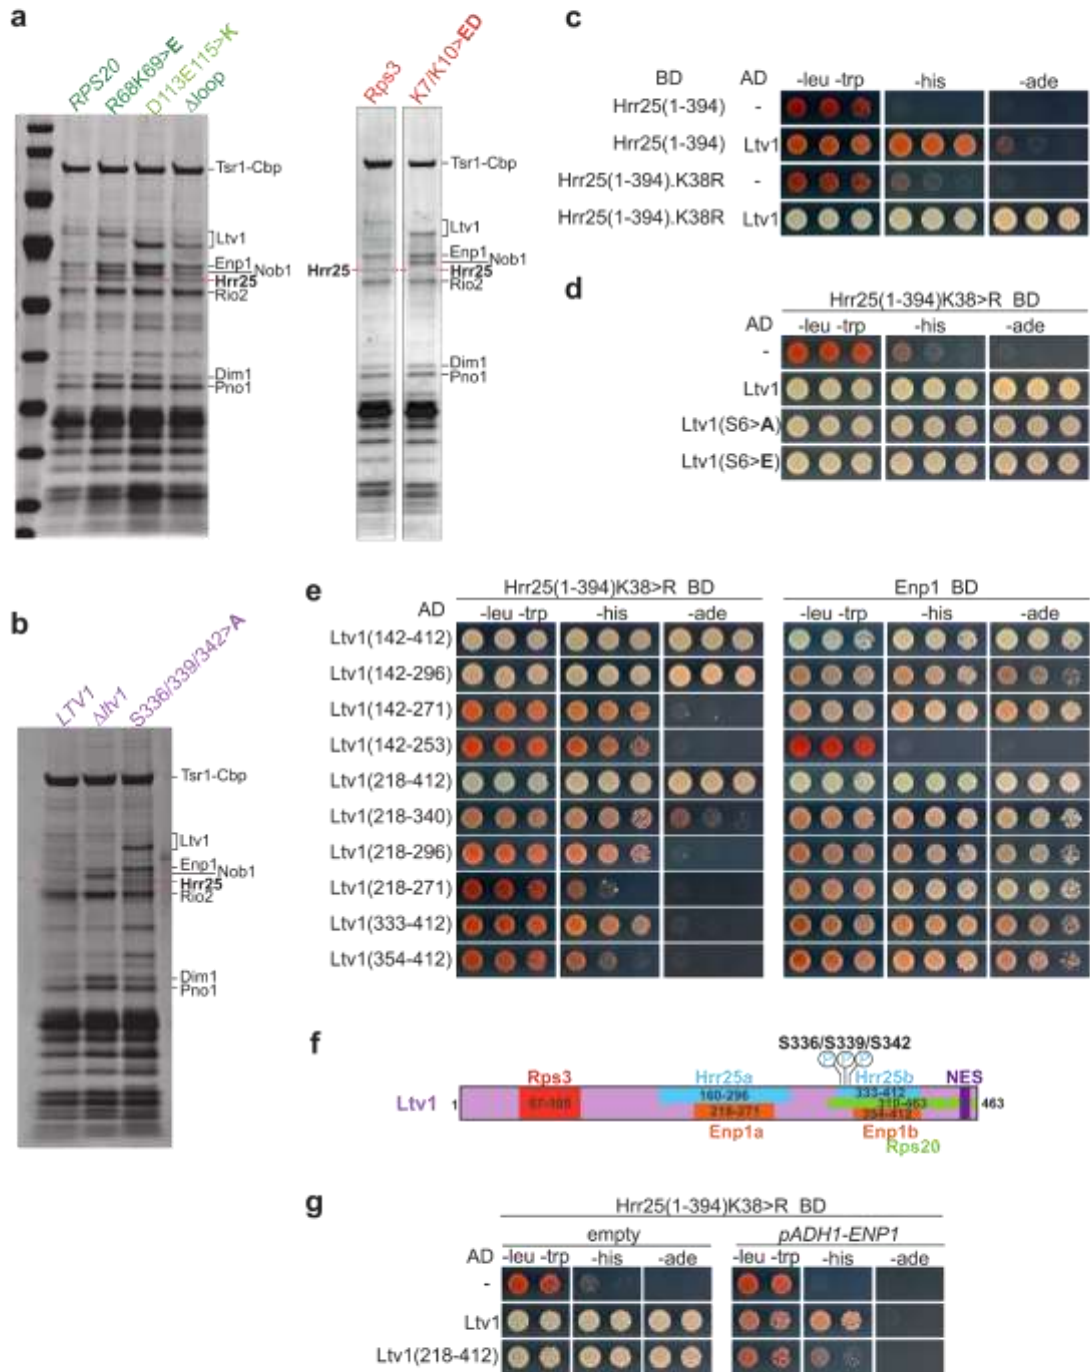 a
RPS20
R68K69>E
D113E115>K
Δloop
Tsr1-Cbp
Ltv1
Enp1
Nob1
Hrr25
Rio2
Dim1
Pno1
Rps3
K7/K10>ED
Tsr1-Cbp
Ltv1
Enp1
Nob1
Hrr25
Hrr25
Rio2
Dim1
Pno1
c
BD AD -leu -trp -his -ade
Hrr25(1-394) -
Hrr25(1-394) Ltv1
Hrr25(1-394).K38R -
Hrr25(1-394).K38R Ltv1
d
Hrr25(1-394)K38>R BD
AD -leu -trp -his -ade
-
Ltv1
Ltv1(S6>A)
Ltv1(S6>E)
b
LTV1
Δltv1
S336/339/342>A
Tsr1-Cbp
Ltv1
Enp1
Nob1
Hrr25
Rio2
Dim1
Pno1
e
Hrr25(1-394)K38>R BD Enp1 BD
AD -leu -trp -his -ade -leu -trp -his -ade
Ltv1(142-412)
Ltv1(142-296)
Ltv1(142-271)
Ltv1(142-253)
Ltv1(218-412)
Ltv1(218-340)
Ltv1(218-296)
Ltv1(218-271)
Ltv1(333-412)
Ltv1(354-412)
f
S336/S339/S342
P P P
Rps3 Hrr25a Hrr25b NES
160-296 333-412
Ltv1 1 310-463 463
218-271 354-412
Enp1a Enp1b
Rps20
g
Hrr25(1-394)K38>R BD
empty pADH1-ENP1
AD -leu -trp -his -ade -leu -trp -his -ade
-
Ltv1
Ltv1(218-412)